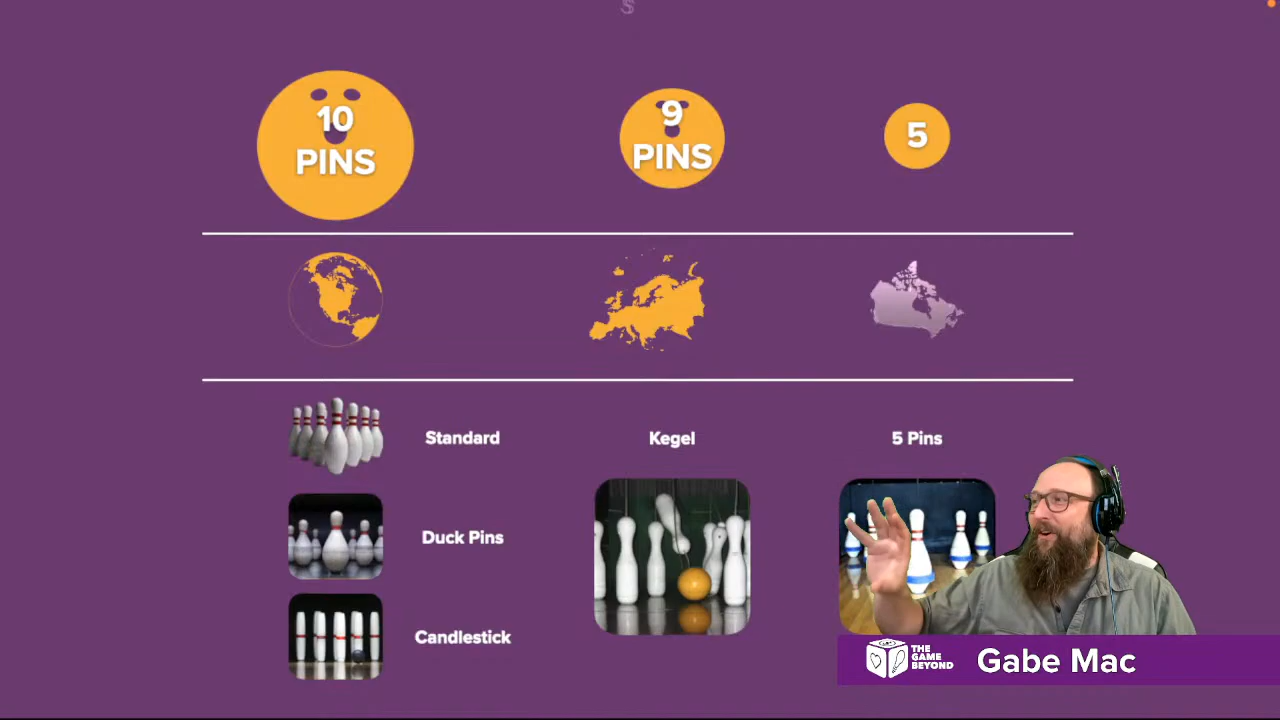 $
10
PINS
9
PINS
5
Standard
Kegel
5 Pins
Duck Pins
Candlestick
THE
GAME
BEYOND
Gabe Mac